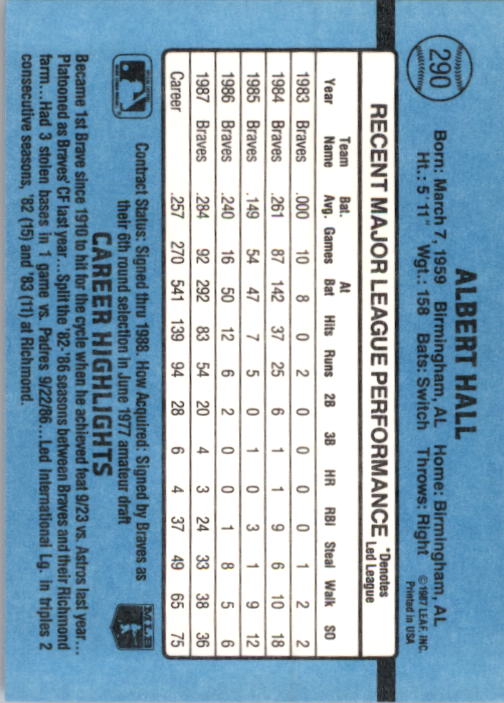 290
ALBERT HALL
Born: March 7, 1959 Birmingham, AL Home: Birmingham, AL
Ht.: 5'11" Wgt.: 158 Bats: Switch Throws: Right
©1987 LEAF, INC.
Printed in USA
RECENT MAJOR LEAGUE PERFORMANCE *Denotes Led League
Team Bat. At
Year Name Avg. Games Bat Hits Runs 2B 3B HR RBI Steal Walk SO
1983 Braves .000 10 8 0 2 0 0 0 0 1 2 2
1984 Braves .261 87 142 37 25 6 1 1 9 6 10 18
1985 Braves .149 54 47 7 5 0 1 0 3 1 9 12
1986 Braves .240 16 50 12 6 2 0 0 1 8 5 6
1987 Braves .284 92 292 83 54 20 4 3 24 33 38 36
Career .257 270 541 139 94 28 6 4 37 49 65 75
Contract Status: Signed thru 1988. How Acquired: Signed by Braves as
their 6th round selection in June 1977 amateur draft
MLB
CAREER HIGHLIGHTS
Became 1st Brave since 1910 to hit for the cycle when he achieved feat 9/23 vs. Astros last year...
Platooned as Braves' CF last year...Split the '82-'86 seasons between Braves and their Richmond
farm...Had 3 stolen bases in 1 game vs. Padres 9/22/86...Led International Lg. in triples 2
consecutive seasons, '82 (15) and '83 (11) at Richmond.